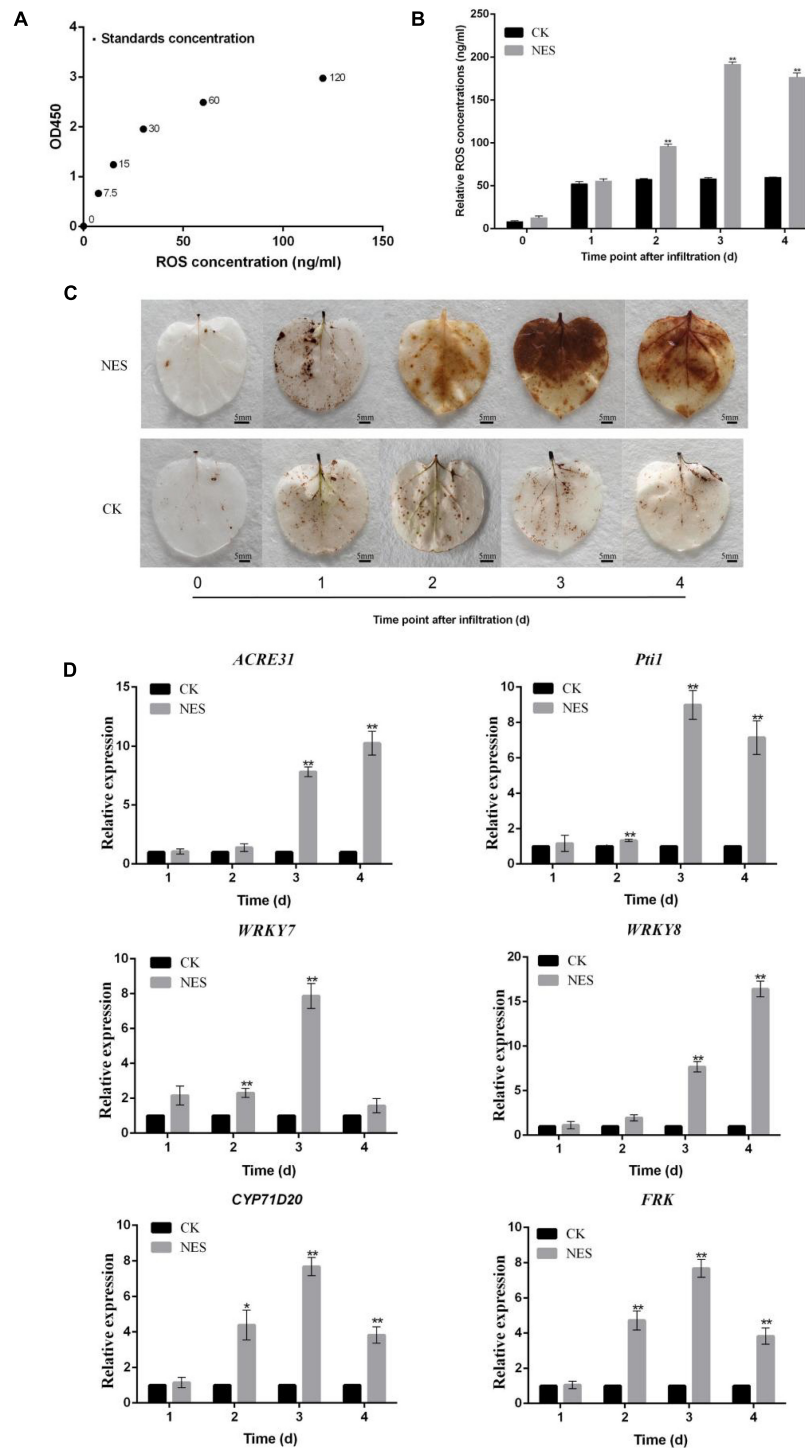 A
Standards concentration
OD450
4
3
2
1
0
0
7.5
15
30
60
120
0 50 100 150
ROS concentration (ng/ml)
B
CK
NES
Relative ROS concentrations (ng/ml)
250
200
150
100
50
0
** ** **
0 1 2 3 4
Time point after infiltration (d)
C
NES
5mm 5mm 5mm 5mm 5mm
CK
5mm 5mm 5mm 5mm 5mm
0 1 2 3 4
Time point after infiltration (d)
D
ACRE31
CK
NES
Relative expression
15
10
5
0
** **
1 2 3 4
Time (d)
Pti1
CK
NES
Relative expression
10
8
6
4
2
0
** ** **
1 2 3 4
Time (d)
WRKY7
CK
NES
Relative expression
10
8
6
4
2
0
** **
1 2 3 4
Time (d)
WRKY8
CK
NES
Relative expression
20
15
10
5
0
** **
1 2 3 4
Time (d)
CYP71D20
CK
NES
Relative expression
10
8
6
4
2
0
* ** **
1 2 3 4
Time (d)
FRK
CK
NES
Relative expression
10
8
6
4
2
0
** ** **
1 2 3 4
Time (d)